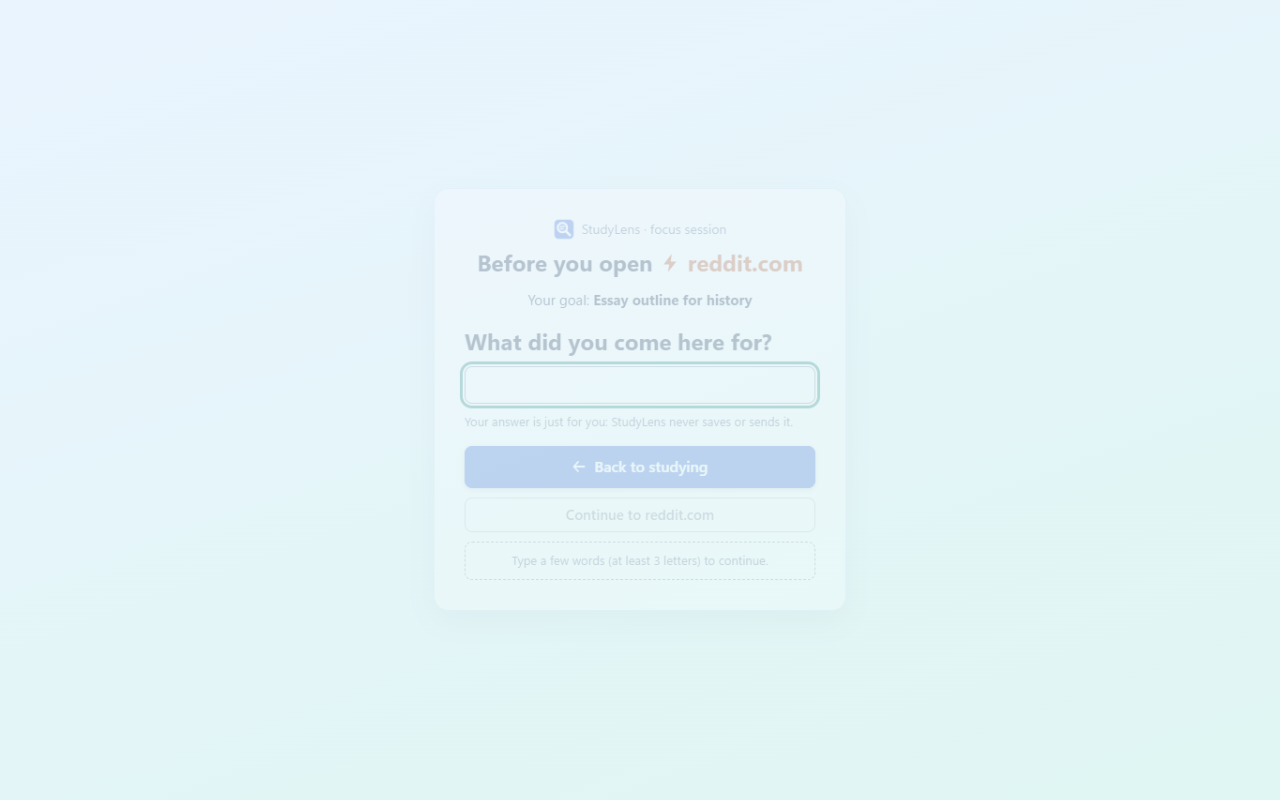 StudyLens · focus session
Before you open reddit.com
Your goal: Essay outline for history
What did you come here for?
Your answer is just for you: StudyLens never saves or sends it.
← Back to studying
Continue to reddit.com
Type a few words (at least 3 letters) to continue.